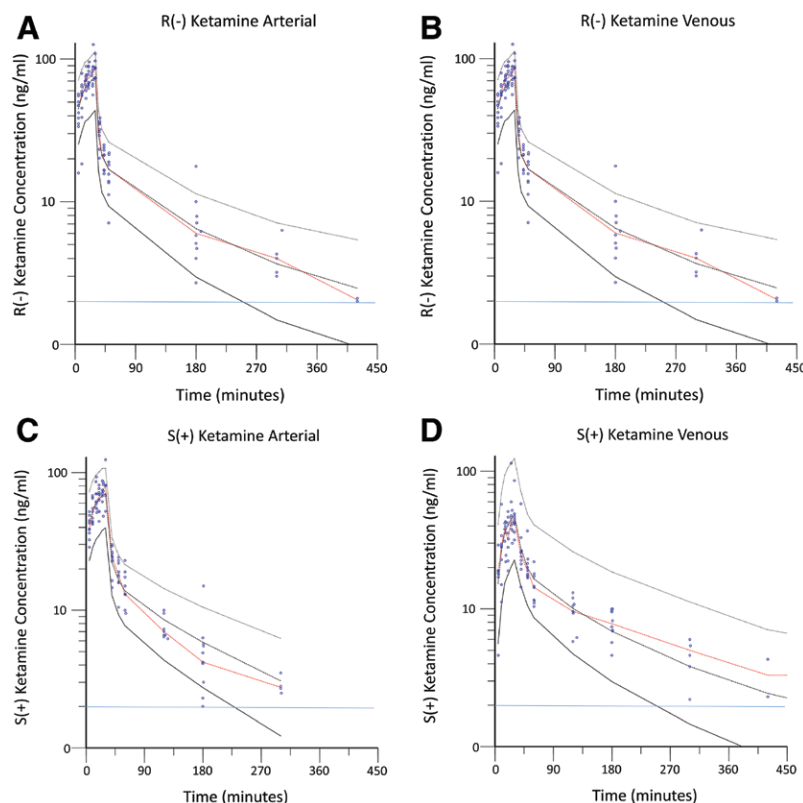 A
R(-) Ketamine Arterial
R(-) Ketamine Concentration (ng/ml)
100
10
0
0 90 180 270 360 450
Time (minutes)
B
R(-) Ketamine Venous
R(-) Ketamine Concentration (ng/ml)
100
10
0
0 90 180 270 360 450
Time (minutes)
C
S(+) Ketamine Arterial
S(+) Ketamine Concentration (ng/ml)
100
10
0
0 90 180 270 360 450
Time (minutes)
D
S(+) Ketamine Venous
S(+) Ketamine Concentration (ng/ml)
100
10
0
0 90 180 270 360 450
Time (minutes)